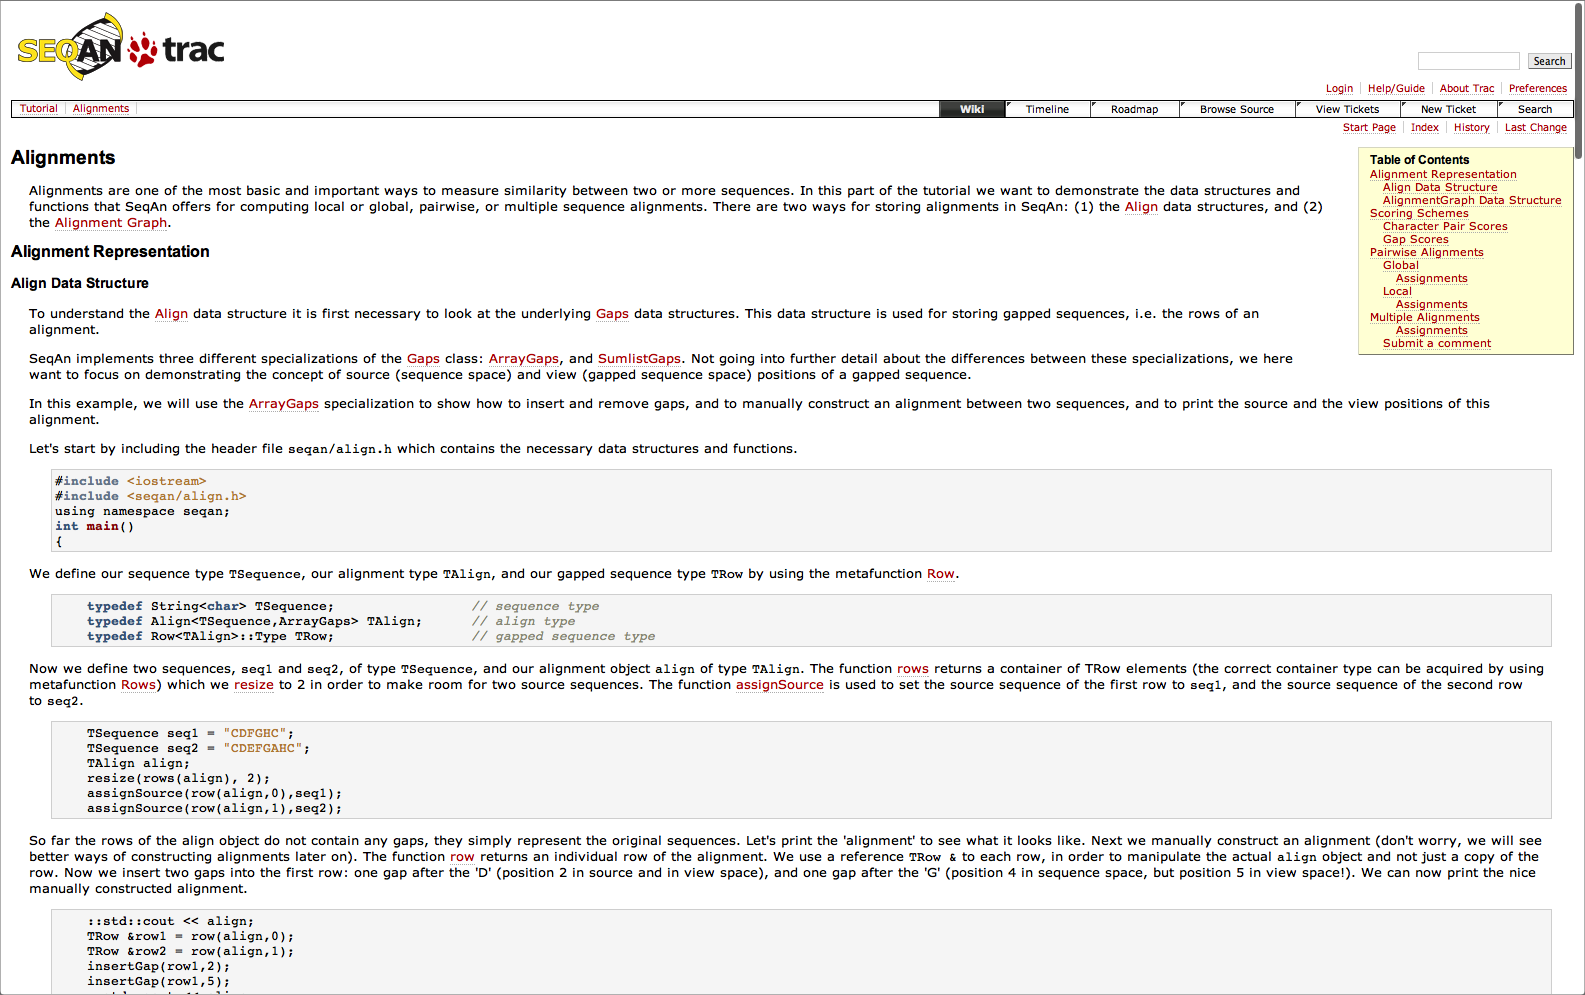 SEQAN trac
Search
Login Help/Guide About Trac Preferences
Tutorial Alignments Wiki Timeline Roadmap Browse Source View Tickets New Ticket Search
Start Page Index History Last Change
Alignments
Alignments are one of the most basic and important ways to measure similarity between two or more sequences. In this part of the tutorial we want to demonstrate the data structures and
functions that SeqAn offers for computing local or global, pairwise, or multiple sequence alignments. There are two ways for storing alignments in SeqAn: (1) the Align data structures, and (2)
the Alignment Graph.
Table of Contents
Alignment Representation
Align Data Structure
AlignmentGraph Data Structure
Scoring Schemes
Character Pair Scores
Gap Scores
Pairwise Alignments
Global
Assignments
Local
Assignments
Multiple Alignments
Assignments
Submit a comment
Alignment Representation
Align Data Structure
To understand the Align data structure it is first necessary to look at the underlying Gaps data structures. This data structure is used for storing gapped sequences, i.e. the rows of an
alignment.
SeqAn implements three different specializations of the Gaps class: ArrayGaps, and SumlistGaps. Not going into further detail about the differences between these specializations, we here
want to focus on demonstrating the concept of source (sequence space) and view (gapped sequence space) positions of a gapped sequence.
In this example, we will use the ArrayGaps specialization to show how to insert and remove gaps, and to manually construct an alignment between two sequences, and to print the source and the view positions of this
alignment.
Let's start by including the header file seqan/align.h which contains the necessary data structures and functions.
#include <iostream>
#include <seqan/align.h>
using namespace seqan;
int main()
{
We define our sequence type TSequence, our alignment type TAlign, and our gapped sequence type TRow by using the metafunction Row.
typedef String<char> TSequence; // sequence type
typedef Align<TSequence,ArrayGaps> TAlign; // align type
typedef Row<TAlign>::Type TRow; // gapped sequence type
Now we define two sequences, seq1 and seq2, of type TSequence, and our alignment object align of type TAlign. The function rows returns a container of TRow elements (the correct container type can be acquired by using
metafunction Rows) which we resize to 2 in order to make room for two source sequences. The function assignSource is used to set the source sequence of the first row to seq1, and the source sequence of the second row
to seq2.
TSequence seq1 = "CDFGHC";
TSequence seq2 = "CDEFGAHC";
TAlign align;
resize(rows(align), 2);
assignSource(row(align,0),seq1);
assignSource(row(align,1),seq2);
So far the rows of the align object do not contain any gaps, they simply represent the original sequences. Let's print the 'alignment' to see what it looks like. Next we manually construct an alignment (don't worry, we will see
better ways of constructing alignments later on). The function row returns an individual row of the alignment. We use a reference TRow & to each row, in order to manipulate the actual align object and not just a copy of the
row. Now we insert two gaps into the first row: one gap after the 'D' (position 2 in source and in view space), and one gap after the 'G' (position 4 in sequence space, but position 5 in view space!). We can now print the nice
manually constructed alignment.
::std::cout << align;
TRow &row1 = row(align,0);
TRow &row2 = row(align,1);
insertGap(row1,2);
insertGap(row1,5);